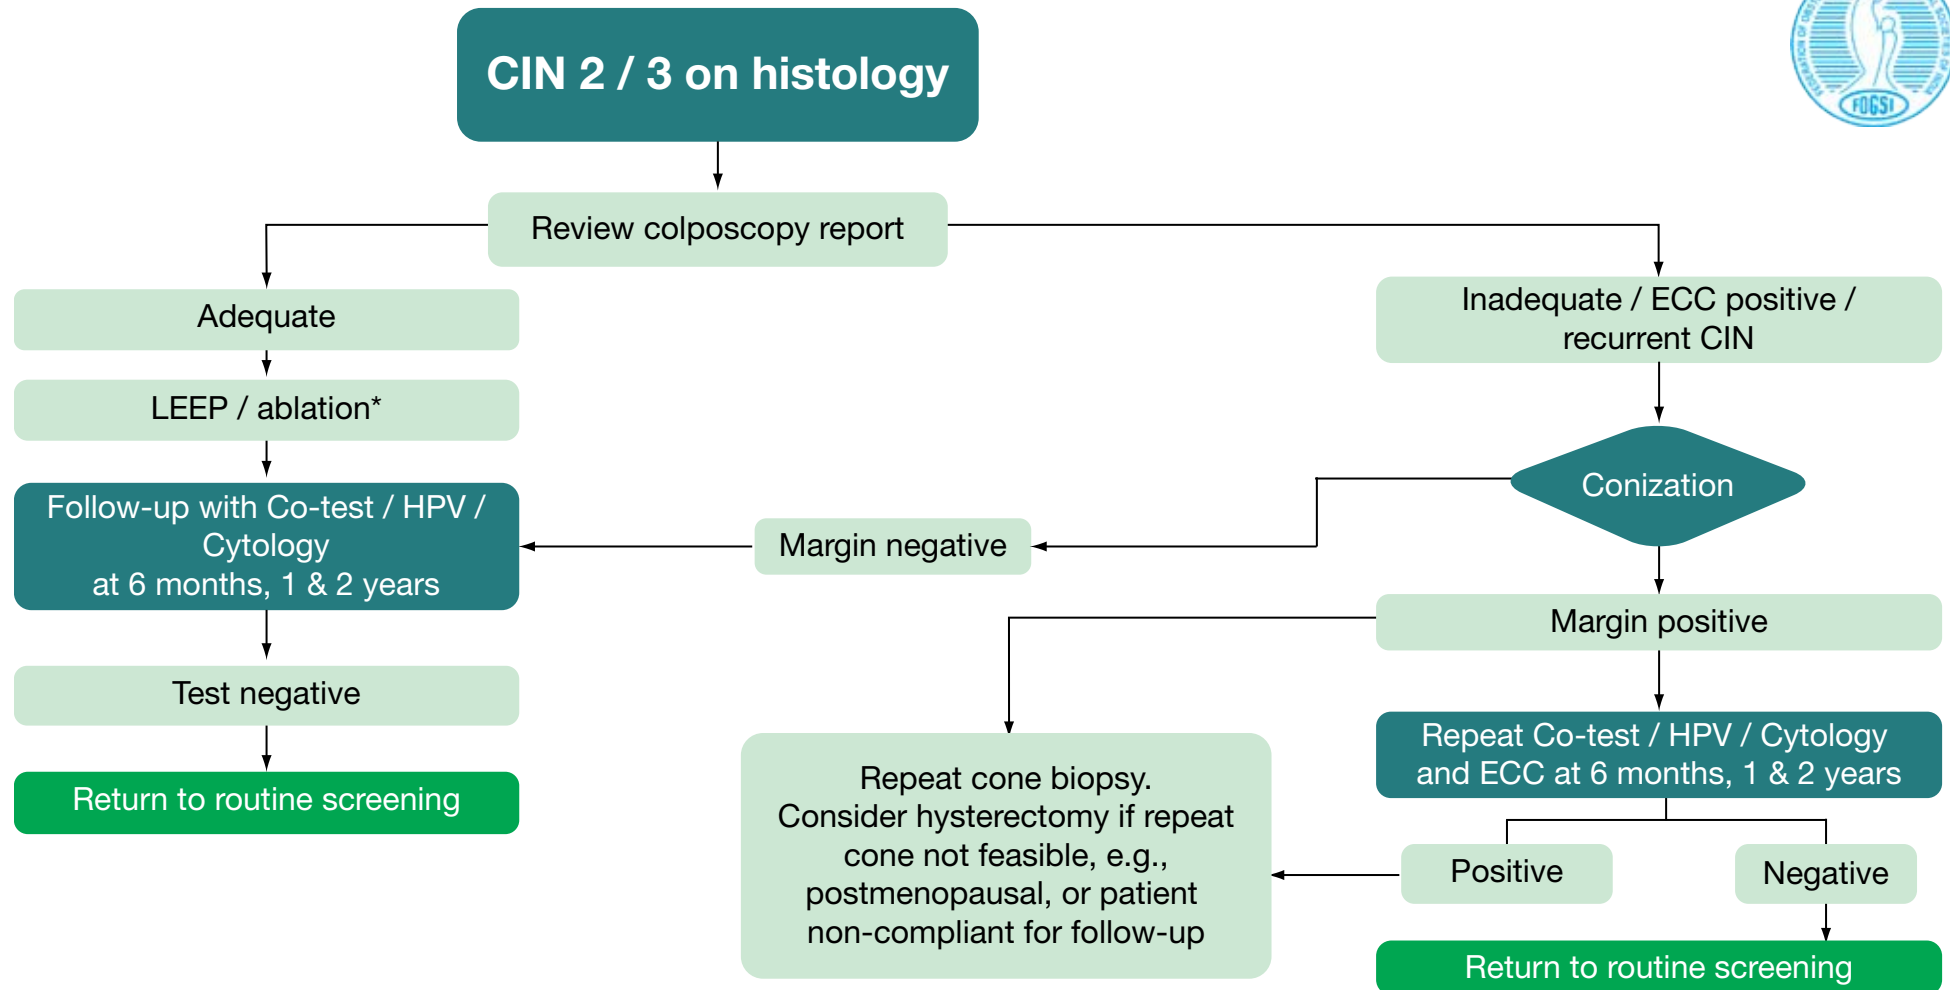 CIN 2 / 3 on histology
FOGSI
Review colposcopy report
Adequate
Inadequate / ECC positive /
recurrent CIN
LEEP / ablation*
Conization
Follow-up with Co-test / HPV /
Cytology
at 6 months, 1 & 2 years
Margin negative
Margin positive
Test negative
Repeat Co-test / HPV / Cytology
and ECC at 6 months, 1 & 2 years
Return to routine screening
Repeat cone biopsy.
Consider hysterectomy if repeat
cone not feasible, e.g.,
postmenopausal, or patient
non-compliant for follow-up
Positive
Negative
Return to routine screening